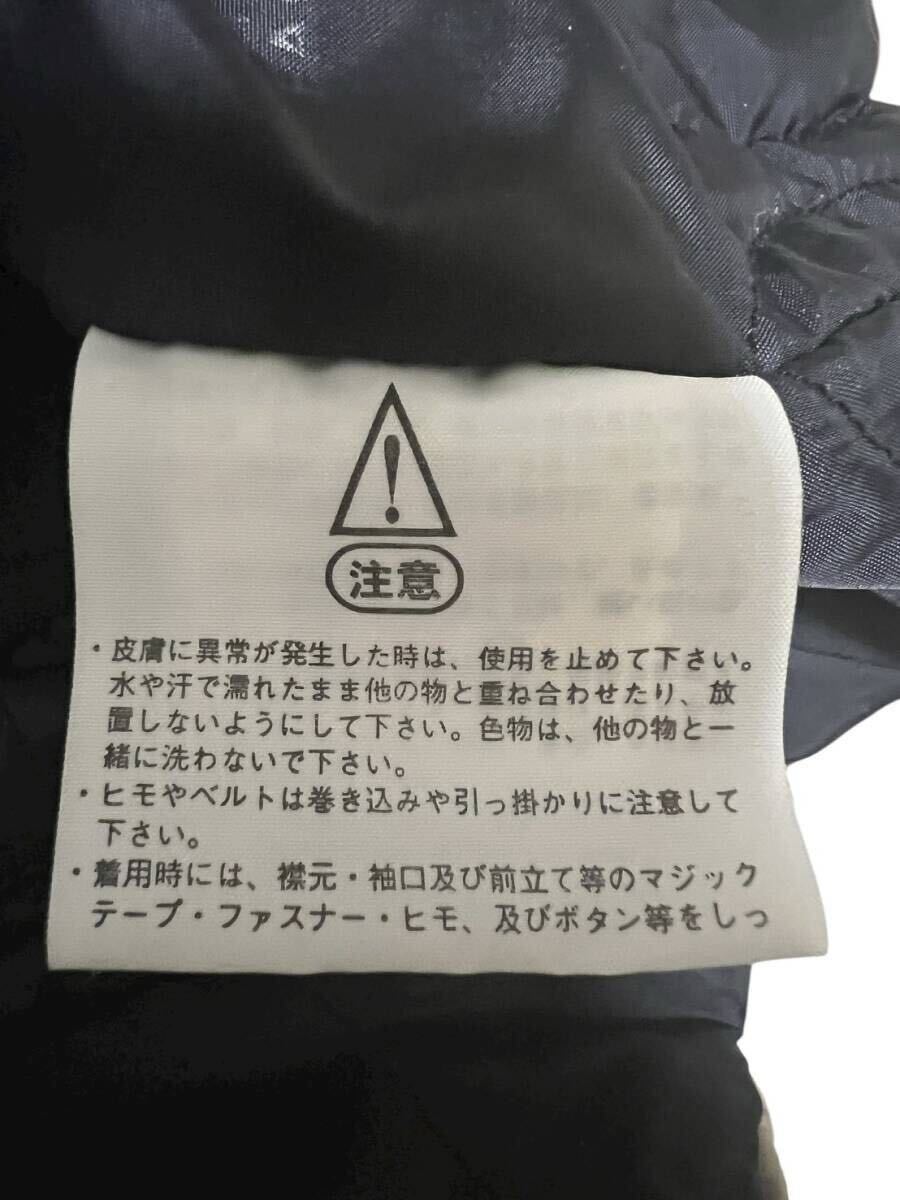 注意
・皮膚に異常が発生した時は、使用を止めて下さい。
水や汗で濡れたまま他の物と重ね合わせたり、放
置しないようにして下さい。色物は、他の物と一
緒に洗わないで下さい。
・ヒモやベルトは巻き込みや引っ掛かりに注意して
下さい。
・着用時には、襟元・袖口及び前立て等のマジック
テープ・ファスナー・ヒモ、及びボタン等をしっ